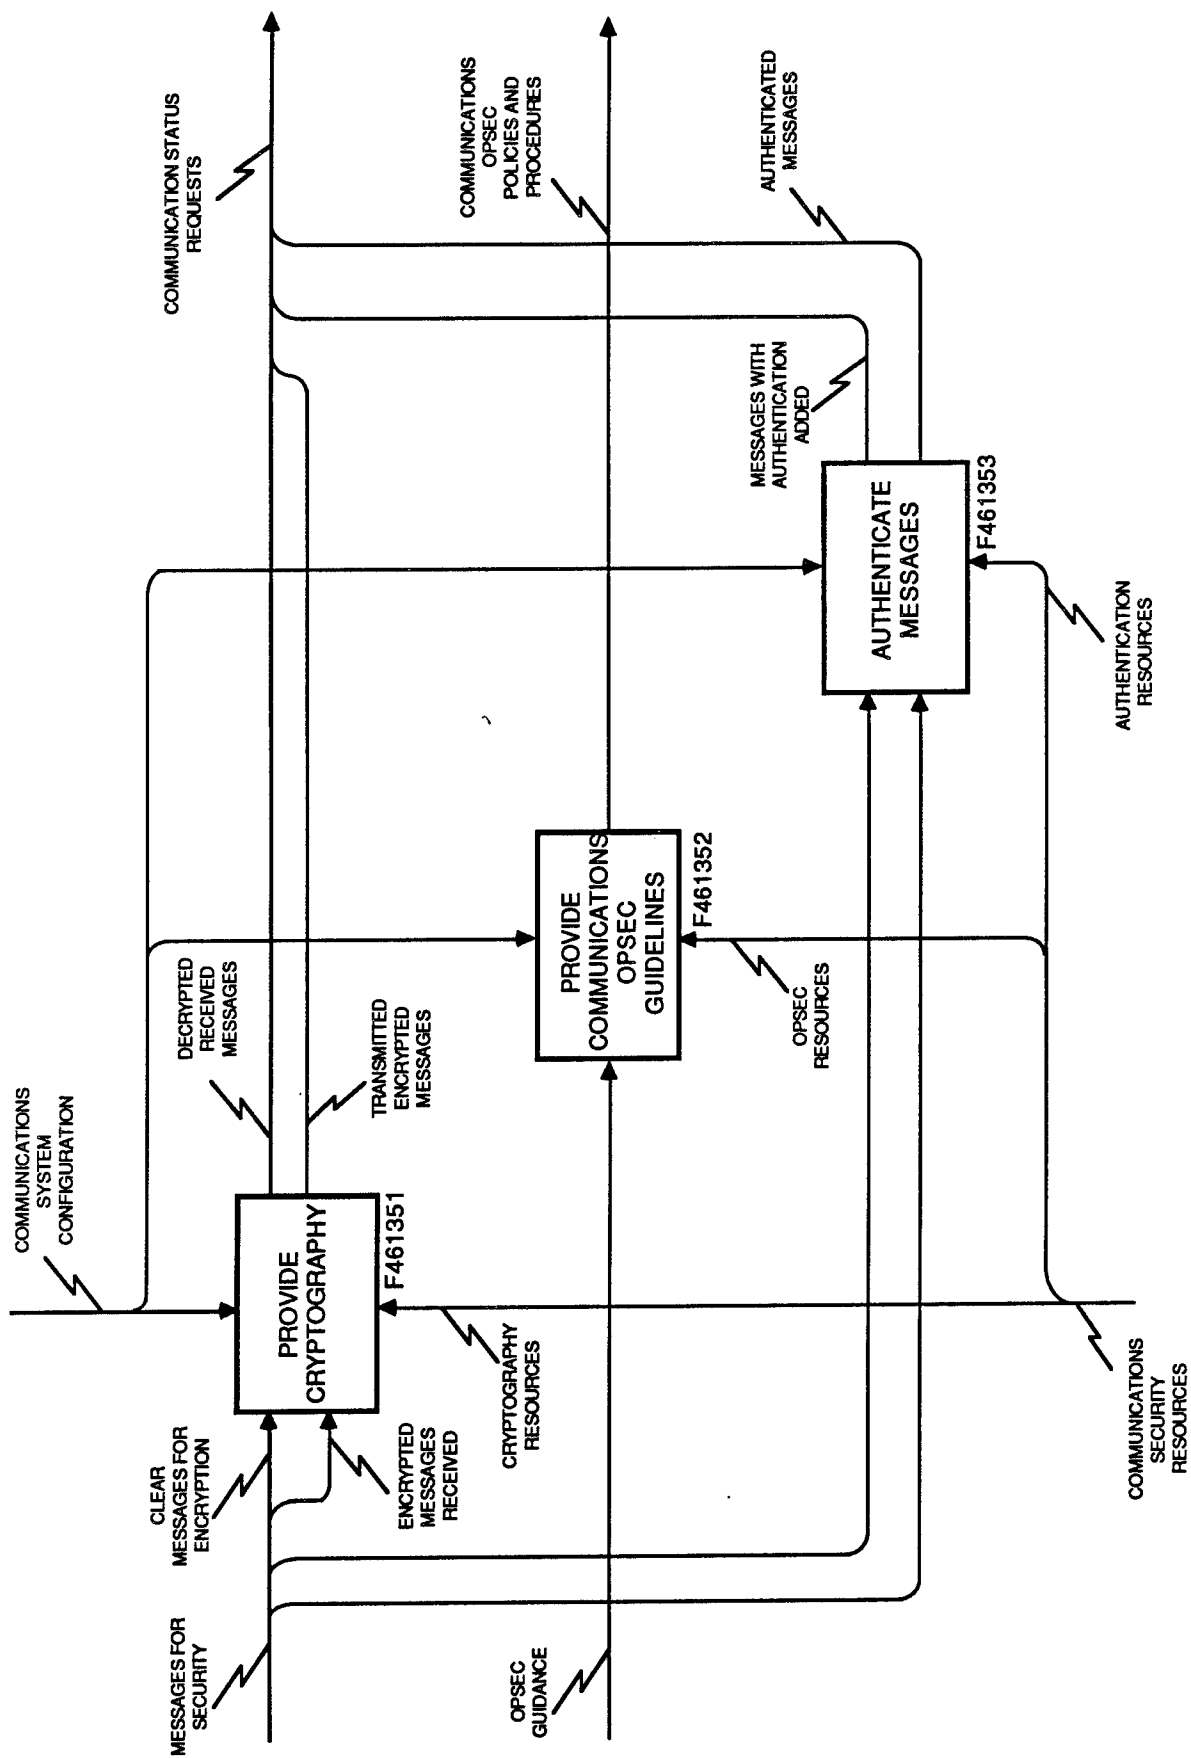 COMMUNICATIONS
SYSTEM
CONFIGURATION
COMMUNICATION STATUS
REQUESTS
DECRYPTED
RECEIVED
MESSAGES
CLEAR
MESSAGES FOR
ENCRYPTION
MESSAGES FOR
SECURITY
PROVIDE
CRYPTOGRAPHY
F461351
TRANSMITTED
ENCRYPTED
MESSAGES
ENCRYPTED
MESSAGES
RECEIVED
CRYPTOGRAPHY
RESOURCES
COMMUNICATIONS
OPSEC
POLICIES AND
PROCEDURES
OPSEC
GUIDANCE
PROVIDE
COMMUNICATIONS
OPSEC
GUIDELINES
F461352
OPSEC
RESOURCES
MESSAGES WITH
AUTHENTICATION
ADDED
AUTHENTICATED
MESSAGES
AUTHENTICATE
MESSAGES
F461353
AUTHENTICATION
RESOURCES
COMMUNICATIONS
SECURITY
RESOURCES